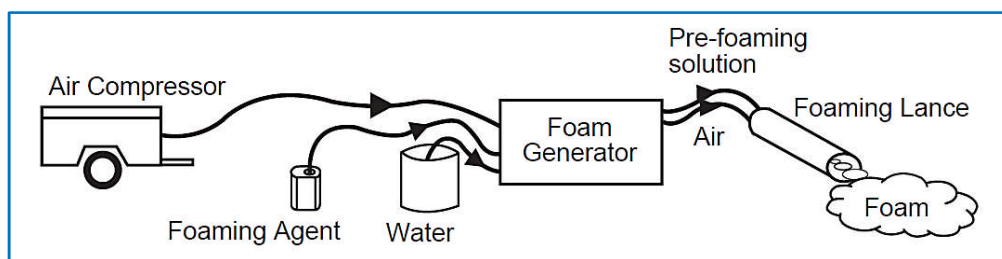 Air Compressor
Foaming Agent
Water
Foam
Generator
Pre-foaming
solution
Air
Foaming Lance
Foam